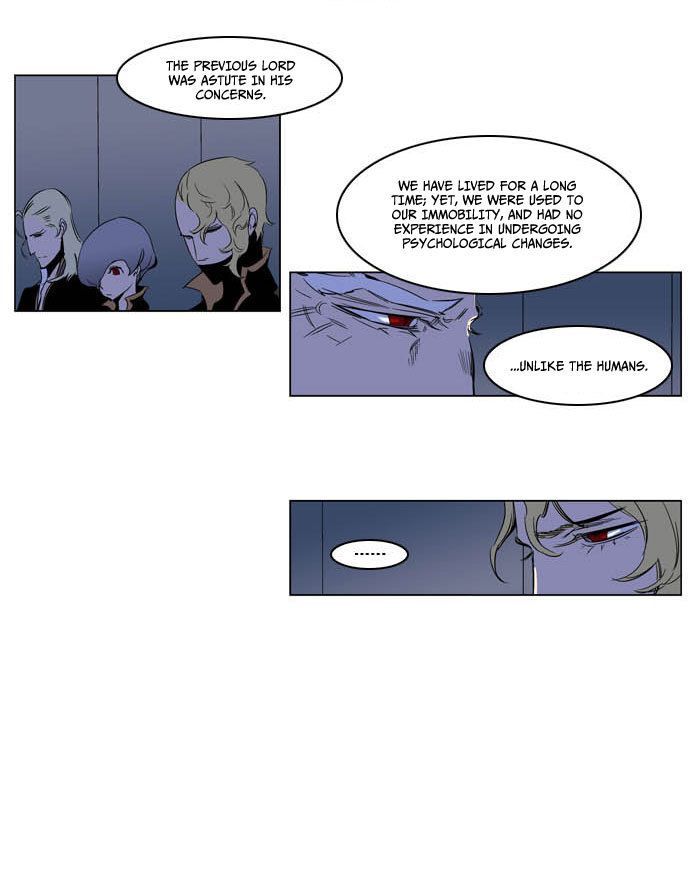 THE PREVIOUS LORD
WAS ASTUTE IN HIS
CONCERNS.
WE HAVE LIVED FOR A LONG
TIME; YET, WE WERE USED TO
OUR IMMOBILITY, AND HAD NO
EXPERIENCE IN UNDERGOING
PSYCHOLOGICAL CHANGES.
...UNLIKE THE HUMANS.
------